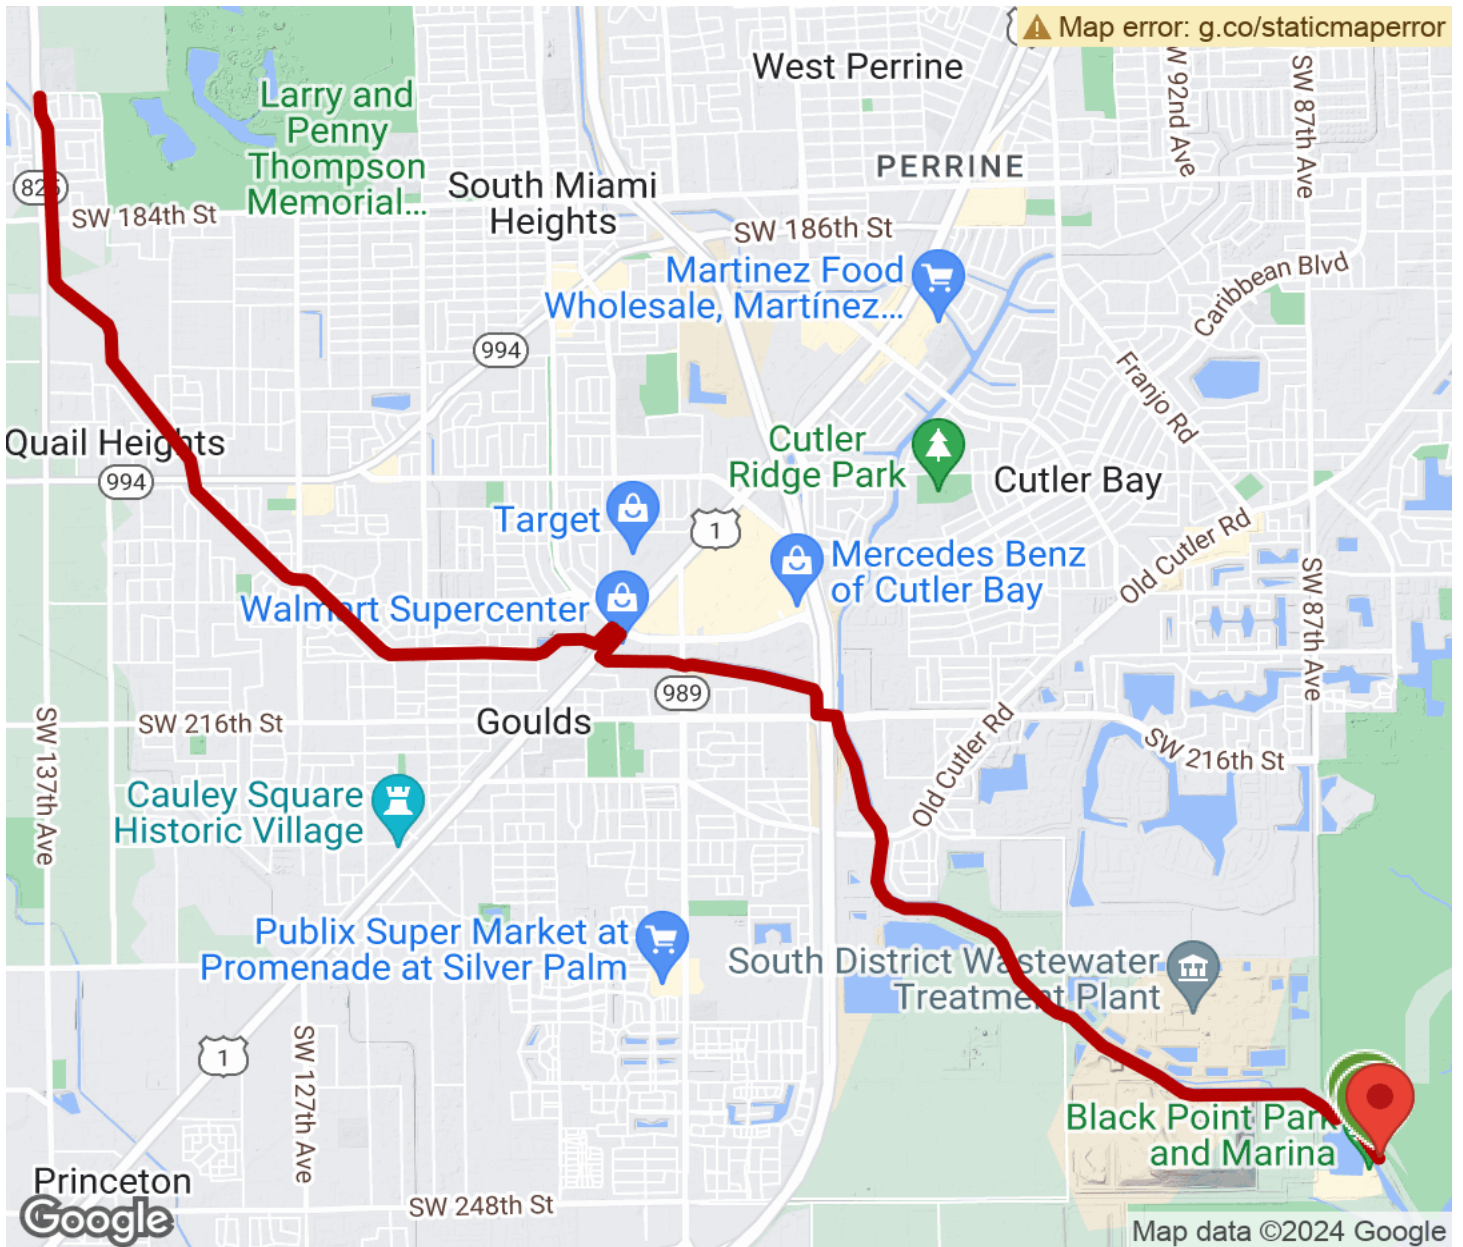 Map error: g.co/staticmaperror
West Perrine
Larry and
Penny
Thompson
Memorial...
SW 87th Ave
PERRINE
South Miami
Heights
SW 184th St
SW 186th St
Martinez Food
Wholesale, Martínez...
Caribbean Blvd
994
Franjo Rd
Quail Heights
994
Cutler
Ridge Park
Cutler Bay
Target
1
Mercedes Benz
of Cutler Bay
Old Cutler Rd
Walmart Supercenter
SW 87th Ave
989
SW 216th St
Goulds
SW 137th Ave
Old Cutler Rd
SW 216th St
Cauley Square
Historic Village
Publix Super Market at
Promenade at Silver Palm
South District Wastewater
Treatment Plant
1
SW 127th Ave
Black Point Park
and Marina
Princeton
SW 248th St
Google
Map data ©2024 Google